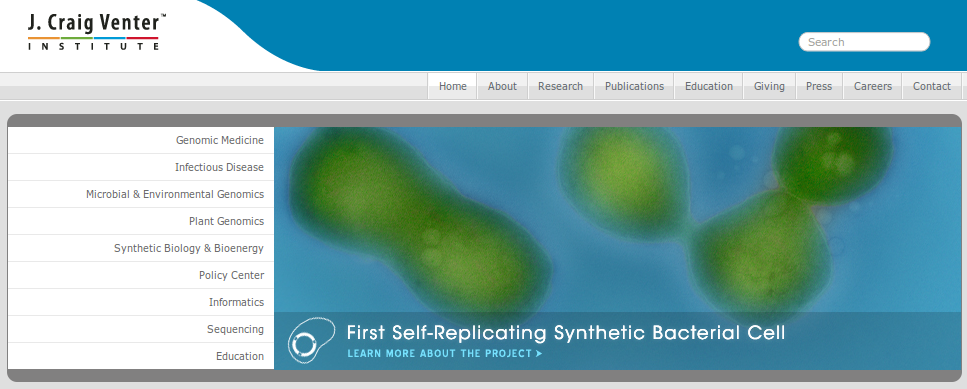 J. Craig Venter™
INSTITUTE
Search
Home About Research Publications Education Giving Press Careers Contact
Genomic Medicine
Infectious Disease
Microbial & Environmental Genomics
Plant Genomics
Synthetic Biology & Bioenergy
Policy Center
Informatics
Sequencing
Education
First Self-Replicating Synthetic Bacterial Cell
LEARN MORE ABOUT THE PROJECT